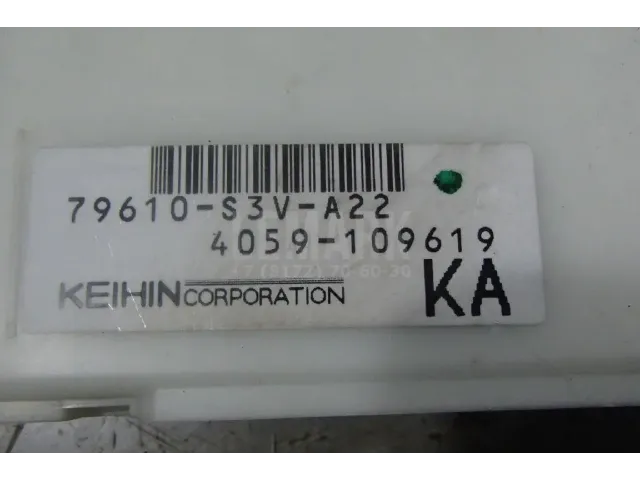 79610-S3V-A22
4059-109619
KEIHIN CORPORATION
KA